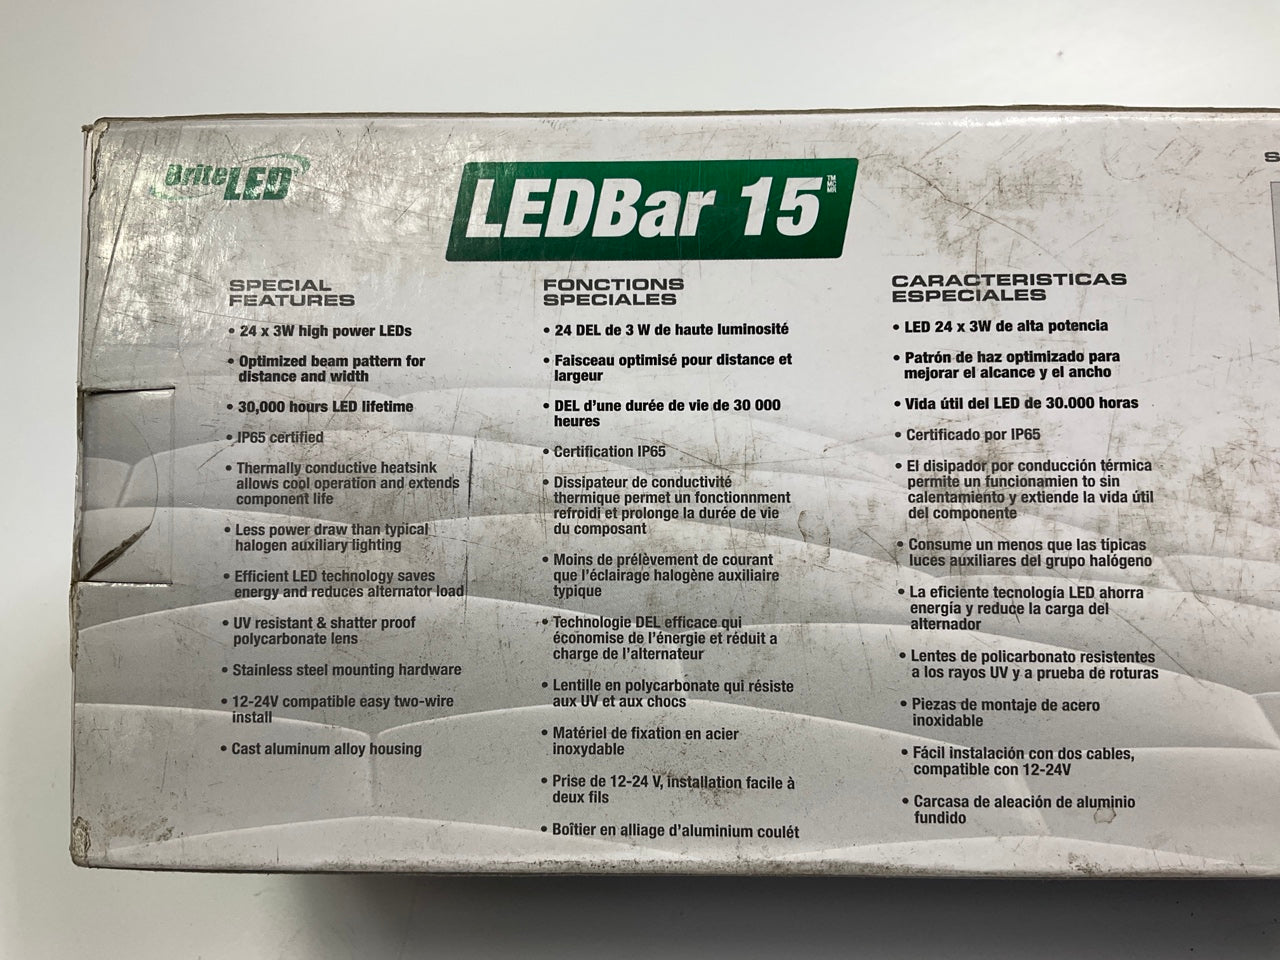 BriteLED
LEDBar 15 TM MC MR
SPECIAL
FEATURES
• 24 x 3W high power LEDs
• Optimized beam pattern for
distance and width
• 30,000 hours LED lifetime
• IP65 certified
• Thermally conductive heatsink
allows cool operation and extends
component life
• Less power draw than typical
halogen auxiliary lighting
• Efficient LED technology saves
energy and reduces alternator load
• UV resistant & shatter proof
polycarbonate lens
• Stainless steel mounting hardware
• 12-24V compatible easy two-wire
install
• Cast aluminum alloy housing
FONCTIONS
SPECIALES
• 24 DEL de 3 W de haute luminosité
• Faisceau optimisé pour distance et
largeur
• DEL d'une durée de vie de 30 000
heures
• Certification IP65
• Dissipateur de conductivité
thermique permet un fonctionnment
refroidi et prolonge la durée de vie
du composant
• Moins de prélèvement de courant
que l'éclairage halogène auxiliaire
typique
• Technologie DEL efficace qui
économise de l'énergie et réduit a
charge de l'alternateur
• Lentille en polycarbonate qui résiste
aux UV et aux chocs
• Matériel de fixation en acier
inoxydable
• Prise de 12-24 V, installation facile à
deux fils
• Boîtier en alliage d'aluminium coulét
CARACTERISTICAS
ESPECIALES
• LED 24 x 3W de alta potencia
• Patrón de haz optimizado para
mejorar el alcance y el ancho
• Vida útil del LED de 30.000 horas
• Certificado por IP65
• El disipador por conducción térmica
permite un funcionamien to sin
calentamiento y extiende la vida útil
del componente
• Consume un menos que las típicas
luces auxiliares del grupo halógeno
• La eficiente tecnología LED ahorra
energía y reduce la carga del
alternador
• Lentes de policarbonato resistentes
a los rayos UV y a prueba de roturas
• Piezas de montaje de acero
inoxidable
• Fácil instalación con dos cables,
compatible con 12-24V
• Carcasa de aleación de aluminio
fundido